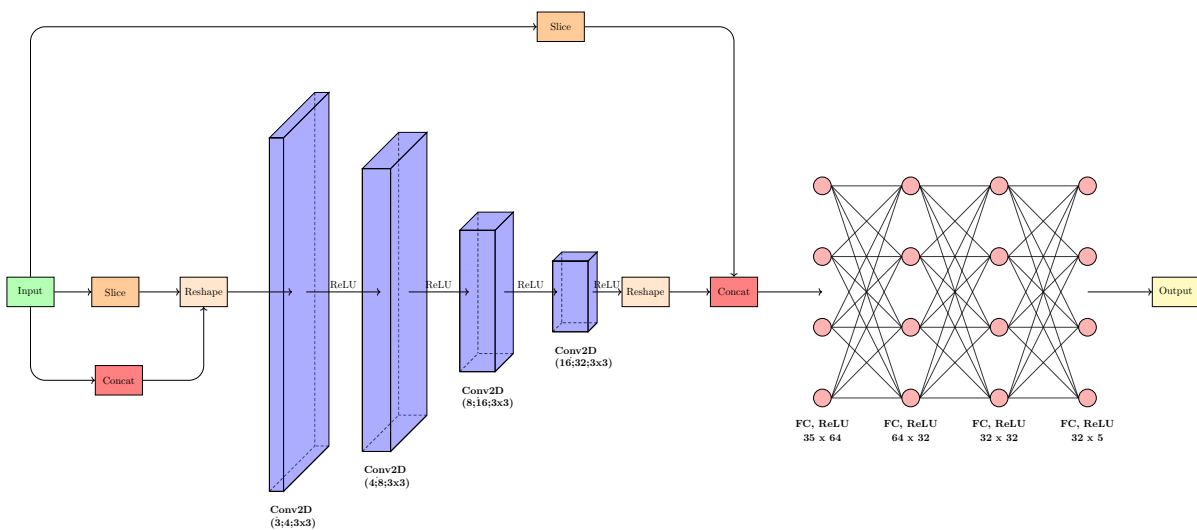 Slice
Input
Slice
Reshape
ReLU
ReLU
ReLU
ReLU
Reshape
Concat
Output
Concat
Conv2D
(3;4;3x3)
Conv2D
(4;8;3x3)
Conv2D
(8;16;3x3)
Conv2D
(16;32;3x3)
FC, ReLU
35 x 64
FC, ReLU
64 x 32
FC, ReLU
32 x 32
FC, ReLU
32 x 5